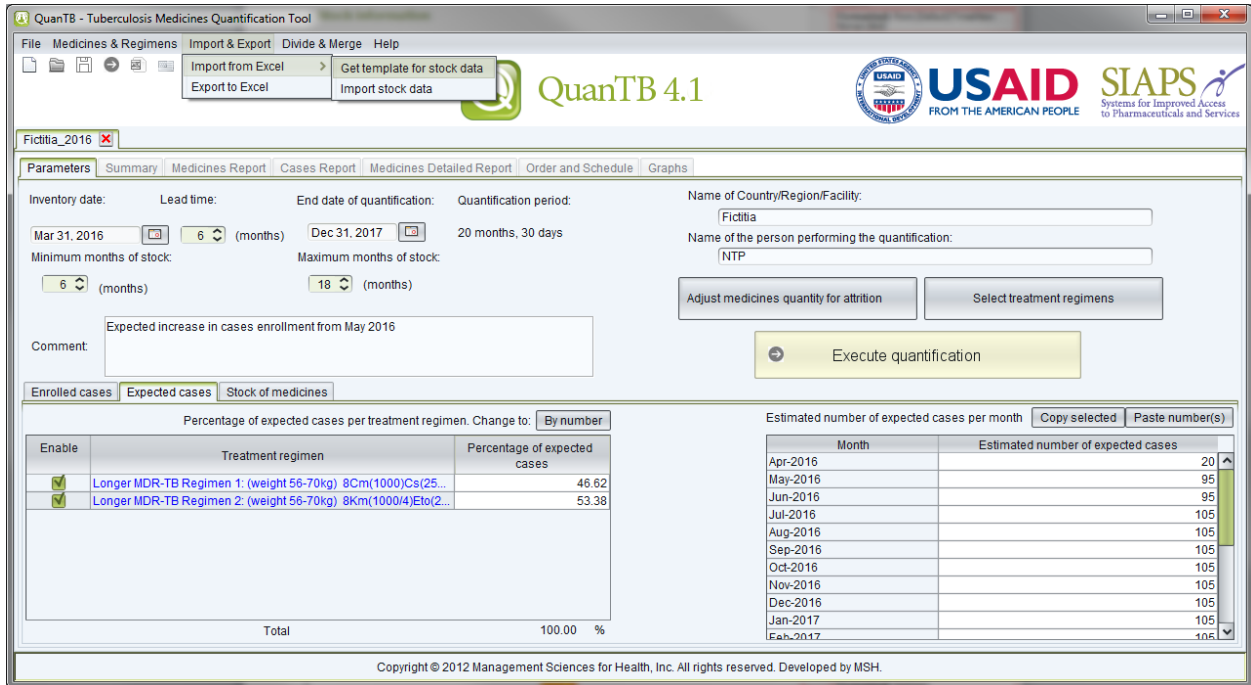 QuanTB - Tuberculosis Medicines Quantification Tool
File Medicines & Regimens Import & Export Divide & Merge Help
Import from Excel
Get template for stock data
Export to Excel
Import stock data
QuanTB 4.1
USAID
USAID
FROM THE AMERICAN PEOPLE
SIAPS
Systems for Improved Access
to Pharmaceuticals and Services
Fictitia_2016
Parameters Summary Medicines Report Cases Report Medicines Detailed Report Order and Schedule Graphs
Inventory date: Lead time: End date of quantification: Quantification period:
Mar 31, 2016 6 (months) Dec 31, 2017 20 months, 30 days
Minimum months of stock: Maximum months of stock:
6 (months) 18 (months)
Name of Country/Region/Facility:
Fictitia
Name of the person performing the quantification:
NTP
Adjust medicines quantity for attrition Select treatment regimens
Execute quantification
Comment: Expected increase in cases enrollment from May 2016
Enrolled cases Expected cases Stock of medicines
Percentage of expected cases per treatment regimen. Change to: By number
Enable Treatment regimen Percentage of expected cases
Longer MDR-TB Regimen 1: (weight 56-70kg) 8Cm(1000)Cs(25... 46.62
Longer MDR-TB Regimen 2: (weight 56-70kg) 8Km(1000/4)Eto(2... 53.38
Total 100.00 %
Estimated number of expected cases per month Copy selected Paste number(s)
Month Estimated number of expected cases
Apr-2016 20
May-2016 95
Jun-2016 95
Jul-2016 105
Aug-2016 105
Sep-2016 105
Oct-2016 105
Nov-2016 105
Dec-2016 105
Jan-2017 105
Feb-2017 105
Copyright © 2012 Management Sciences for Health, Inc. All rights reserved. Developed by MSH.